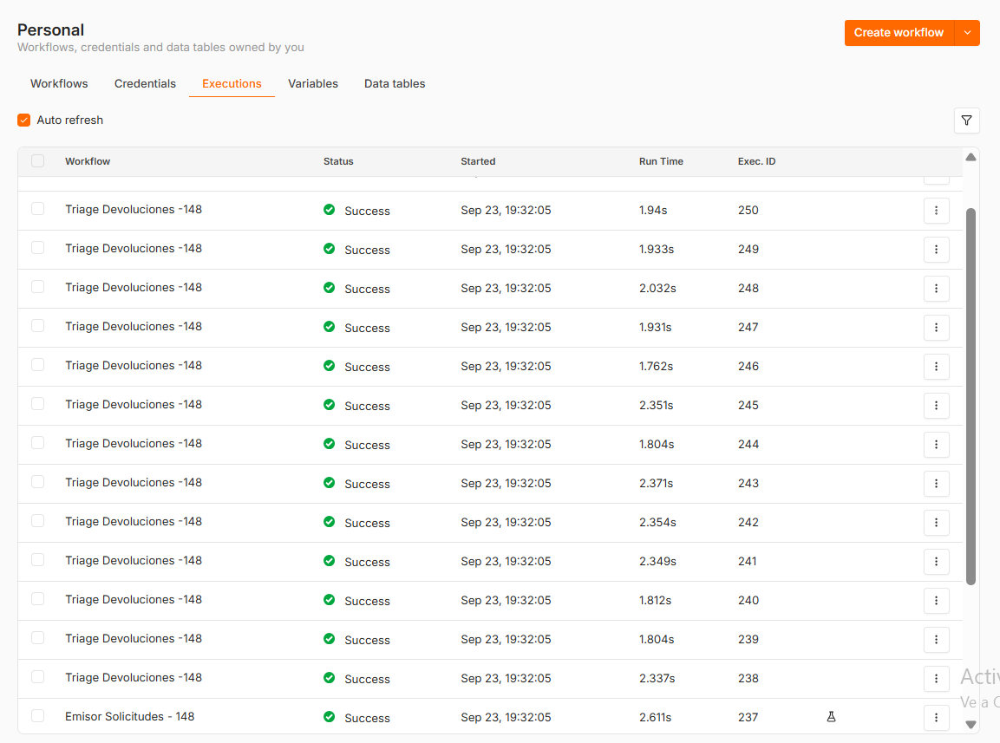 Personal
Create workflow
Workflows, credentials and data tables owned by you
Workflows Credentials Executions Variables Data tables
Auto refresh
Workflow Status Started Run Time Exec. ID
Triage Devoluciones -148 Success Sep 23, 19:32:05 1.94s 250
Triage Devoluciones -148 Success Sep 23, 19:32:05 1.933s 249
Triage Devoluciones -148 Success Sep 23, 19:32:05 2.032s 248
Triage Devoluciones -148 Success Sep 23, 19:32:05 1.931s 247
Triage Devoluciones -148 Success Sep 23, 19:32:05 1.762s 246
Triage Devoluciones -148 Success Sep 23, 19:32:05 2.351s 245
Triage Devoluciones -148 Success Sep 23, 19:32:05 1.804s 244
Triage Devoluciones -148 Success Sep 23, 19:32:05 2.371s 243
Triage Devoluciones -148 Success Sep 23, 19:32:05 2.354s 242
Triage Devoluciones -148 Success Sep 23, 19:32:05 2.349s 241
Triage Devoluciones -148 Success Sep 23, 19:32:05 1.812s 240
Triage Devoluciones -148 Success Sep 23, 19:32:05 1.804s 239
Triage Devoluciones -148 Success Sep 23, 19:32:05 2.337s 238
Emisor Solicitudes - 148 Success Sep 23, 19:32:05 2.611s 237
Ve a